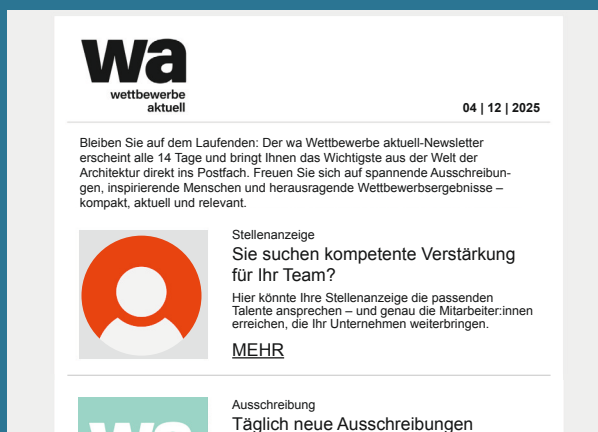 wa
wettbewerbe
aktuell
04 | 12 | 2025
Bleiben Sie auf dem Laufenden: Der wa Wettbewerbe aktuell-Newsletter
erscheint alle 14 Tage und bringt Ihnen das Wichtigste aus der Welt der
Architektur direkt ins Postfach. Freuen Sie sich auf spannende Ausschreibun-
gen, inspirierende Menschen und herausragende Wettbewerbsergebnisse –
kompakt, aktuell und relevant.
Stellenanzeige
Sie suchen kompetente Verstärkung
für Ihr Team?
Hier könnte Ihre Stellenanzeige die passenden
Talente ansprechen – und genau die Mitarbeiter:innen
erreichen, die Ihr Unternehmen weiterbringen.
MEHR
Ausschreibung
Täglich neue Ausschreibungen
wa